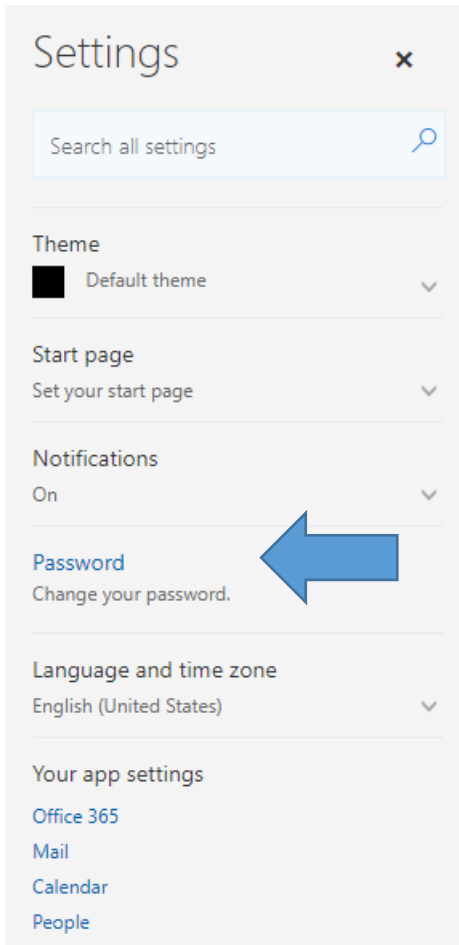 Settings
Search all settings
Theme
Default theme
Start page
Set your start page
Notifications
On
Password
Change your password.
Language and time zone
English (United States)
Your app settings
Office 365
Mail
Calendar
People